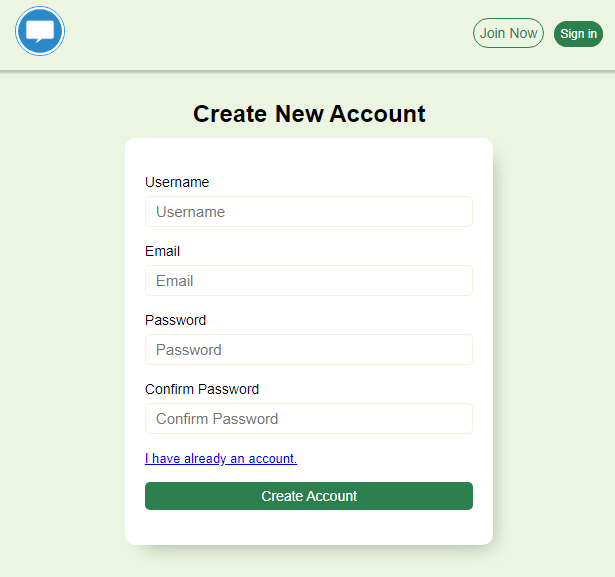 Join Now
Sign in
Create New Account
Username
Username
Email
Email
Password
Password
Confirm Password
Confirm Password
I have already an account.
Create Account